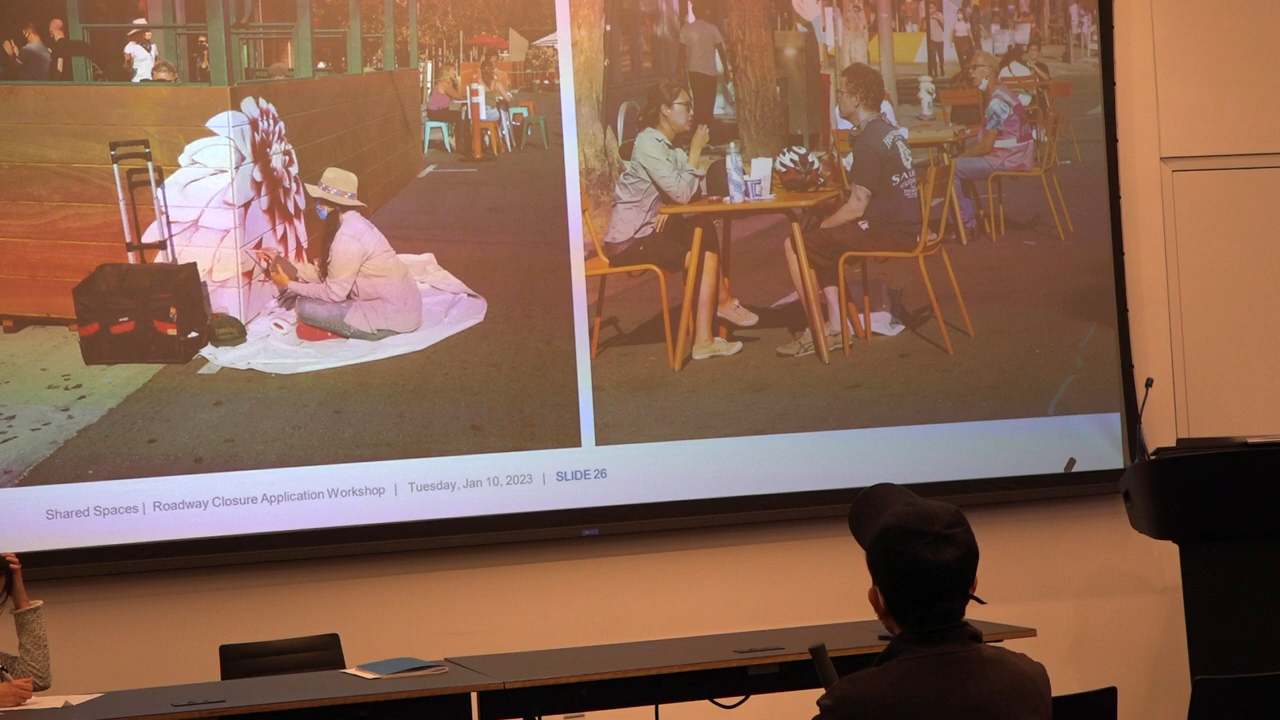 Shared Spaces | Roadway Closure Application Workshop | Tuesday, Jan 10, 2023 | SLIDE 26